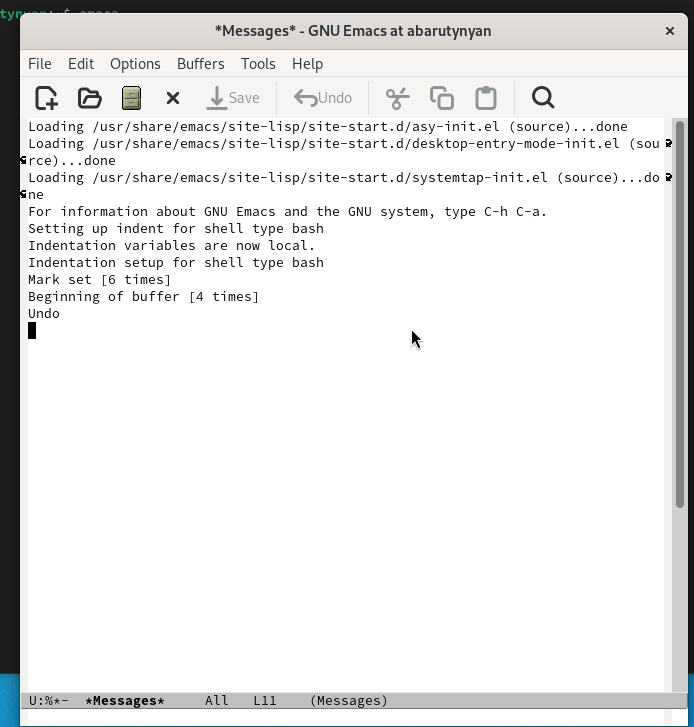 *Messages* - GNU Emacs at abarutynyan
File Edit Options Buffers Tools Help
Save Undo
Loading /usr/share/emacs/site-lisp/site-start.d/asy-init.el (source)...done
Loading /usr/share/emacs/site-lisp/site-start.d/desktop-entry-mode-init.el (sou
rce)...done
Loading /usr/share/emacs/site-lisp/site-start.d/systemtap-init.el (source)...do
ne
For information about GNU Emacs and the GNU system, type C-h C-a.
Setting up indent for shell type bash
Indentation variables are now local.
Indentation setup for shell type bash
Mark set [6 times]
Beginning of buffer [4 times]
Undo
U:%*- *Messages* All L11 (Messages)